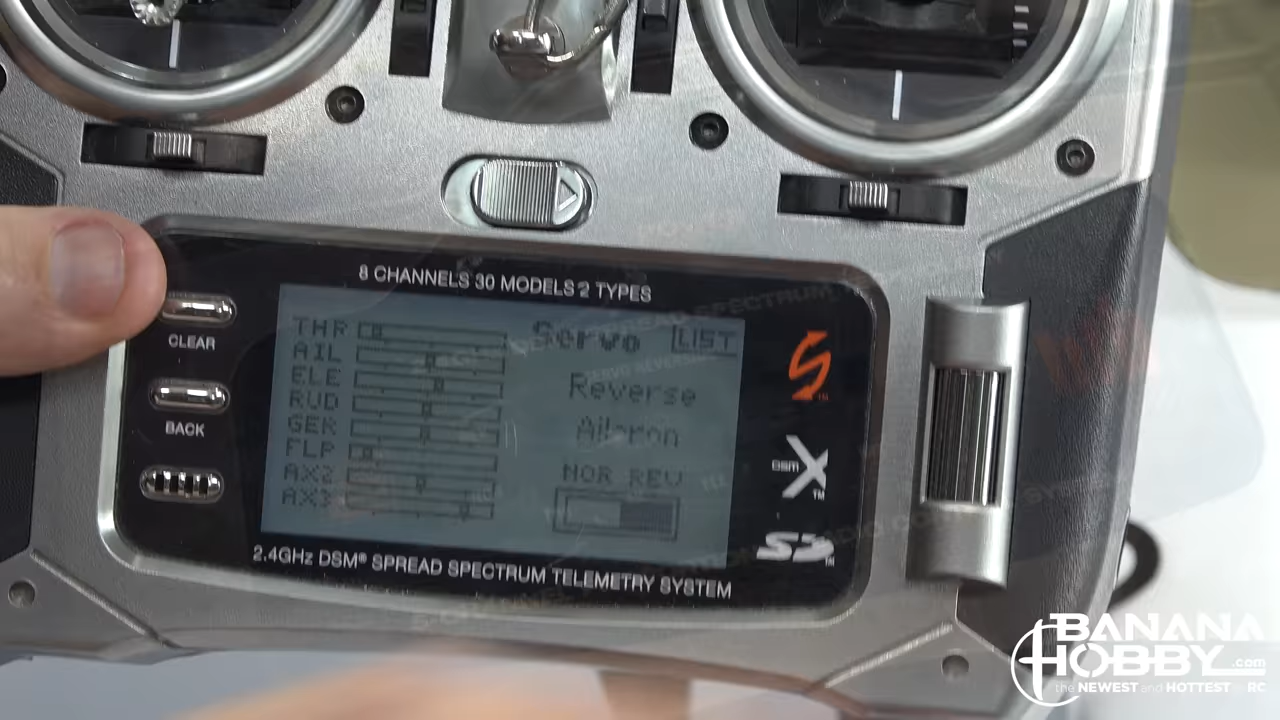 8 CHANNELS 30 MODELS 2 TYPES
CLEAR
BACK
THR
AIL
ELE
RUD
GER
FLP
AX2
AX3
Servo LIST
Reverse
Aileron
NOR REV
2.4GHz DSM® SPREAD SPECTRUM TELEMETRY SYSTEM
DSM X™
BANANA
HOBBY.com
the NEWEST and HOTTEST in RC